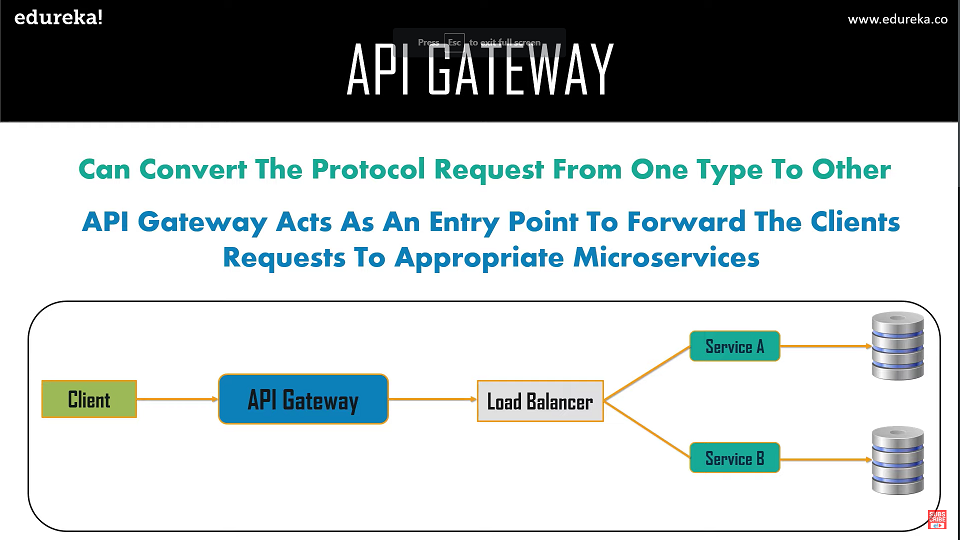 edureka!
www.edureka.co
Press Esc to exit full screen
API GATEWAY
Can Convert The Protocol Request From One Type To Other
API Gateway Acts As An Entry Point To Forward The Clients
Requests To Appropriate Microservices
Service A
Client
API Gateway
Load Balancer
Service B
SUBS
CRIBE